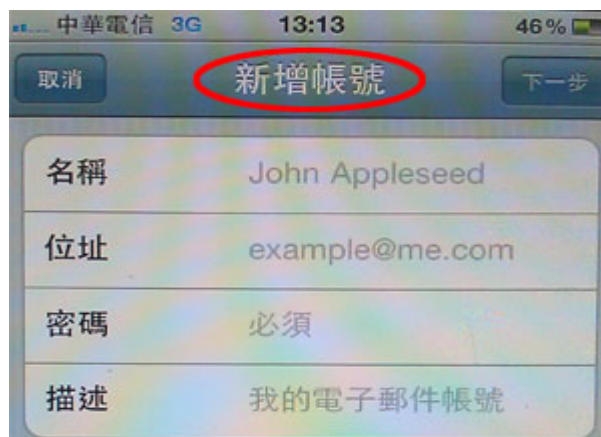 中華電信 3G 13:13 46%
取消 新增帳號 下一步
名稱 John Appleseed
位址 example@me.com
密碼 必須
描述 我的電子郵件帳號